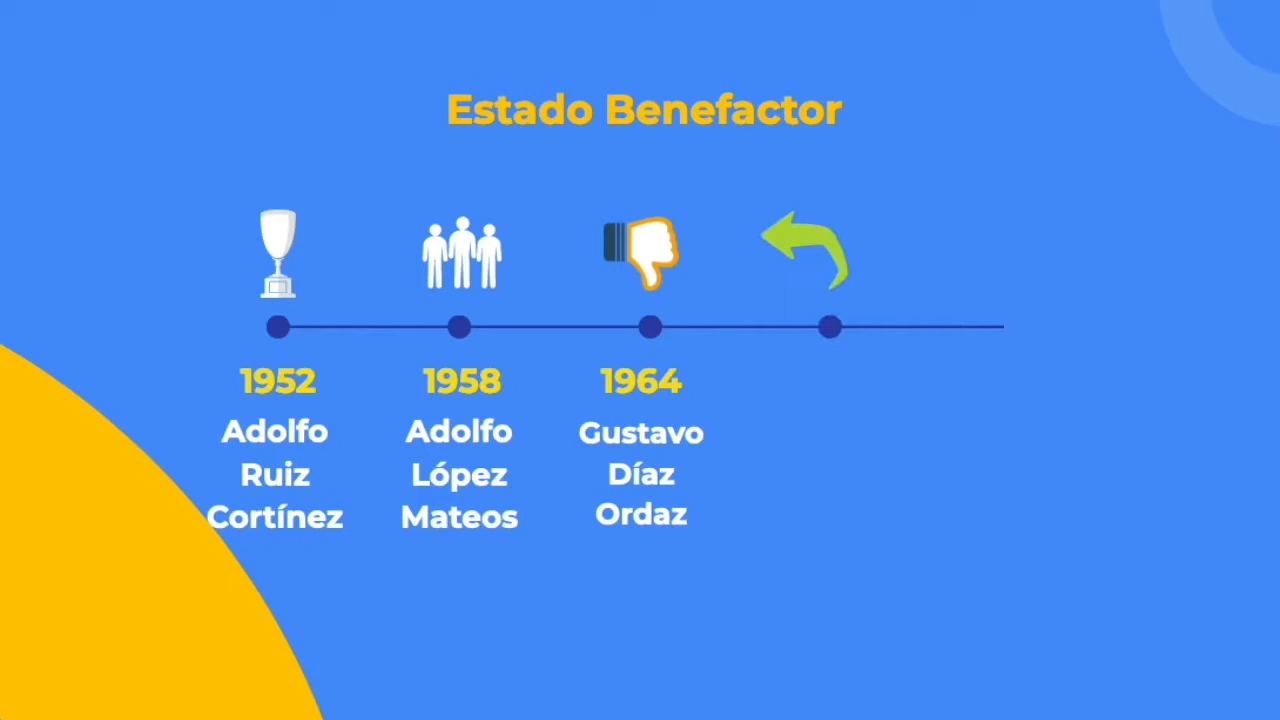 Estado Benefactor
1952
Adolfo
Ruiz
Cortínez
1958
Adolfo
López
Mateos
1964
Gustavo
Díaz
Ordaz